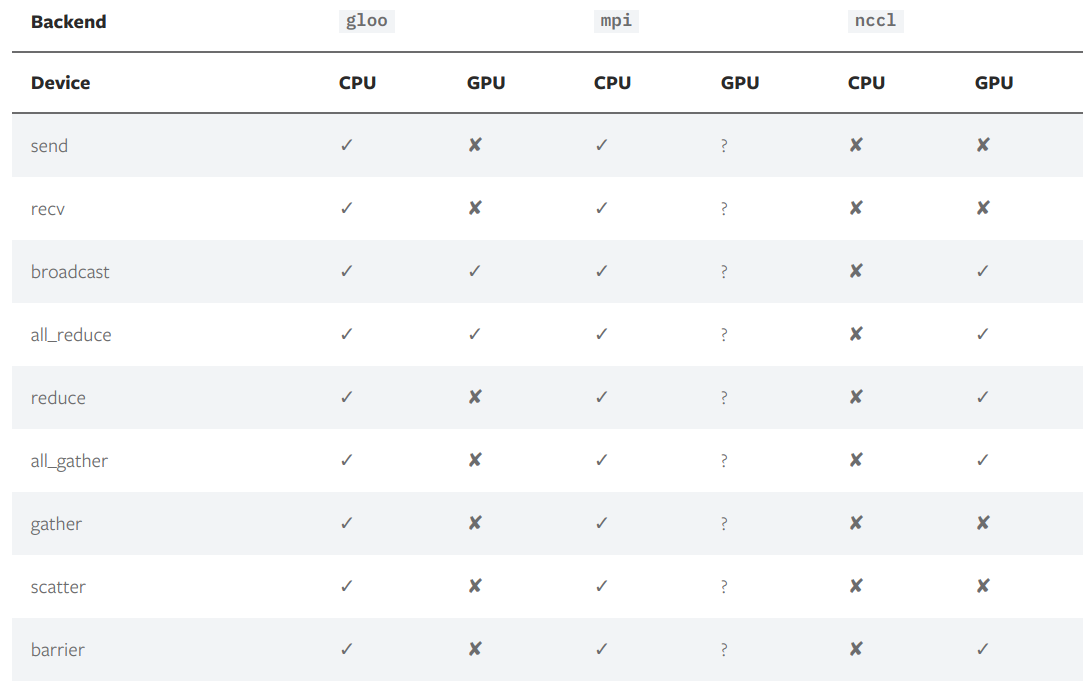 Backend gloo mpi nccl
Device CPU GPU CPU GPU CPU GPU
send ✓ ✘ ✓ ? ✘ ✘
recv ✓ ✘ ✓ ? ✘ ✘
broadcast ✓ ✓ ✓ ? ✘ ✓
all_reduce ✓ ✓ ✓ ? ✘ ✓
reduce ✓ ✘ ✓ ? ✘ ✓
all_gather ✓ ✘ ✓ ? ✘ ✓
gather ✓ ✘ ✓ ? ✘ ✘
scatter ✓ ✘ ✓ ? ✘ ✘
barrier ✓ ✘ ✓ ? ✘ ✓